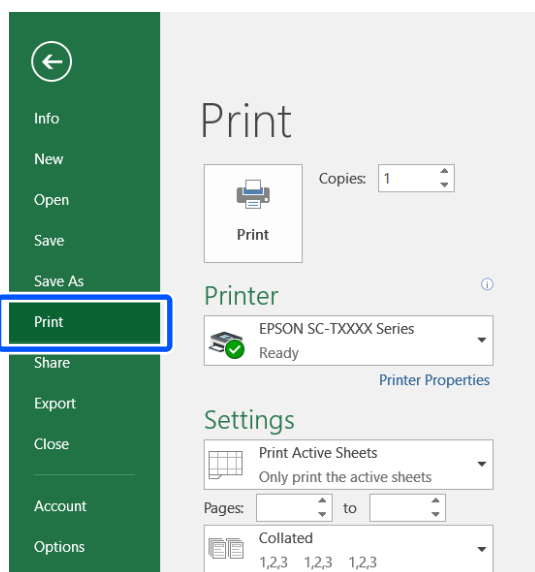 Info
New
Open
Save
Save As
Print
Share
Export
Close
Account
Options
Print
Copies: 1
Print
Printer
EPSON SC-TXXXX Series
Ready
Printer Properties
Settings
Print Active Sheets
Only print the active sheets
Pages: to
Collated
1,2,3 1,2,3 1,2,3